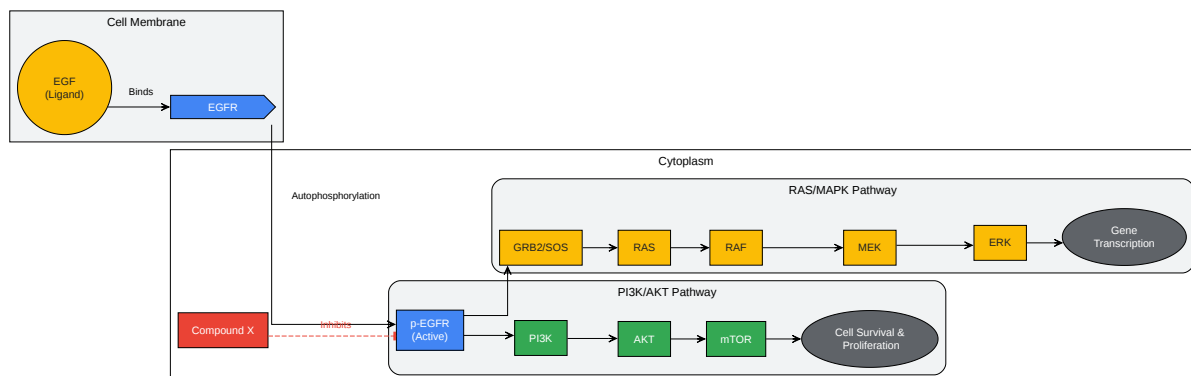 Cell Membrane
EGF
(Ligand)
Binds
EGFR
Cytoplasm
Autophosphorylation
RAS/MAPK Pathway
GRB2/SOS
RAS
RAF
MEK
ERK
Gene
Transcription
PI3K/AKT Pathway
Compound X
Inhibits
p-EGFR
(Active)
PI3K
AKT
mTOR
Cell Survival &
Proliferation